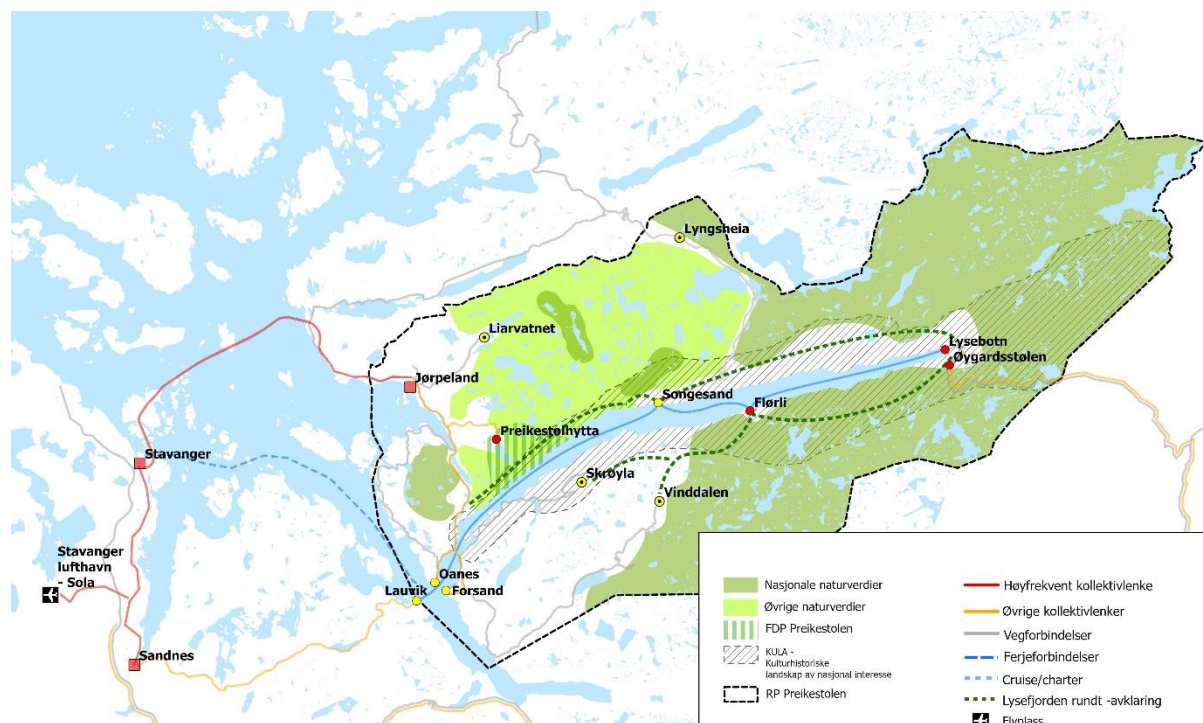 Lyngsheia
Liarvatnet
Lysebotn
Øygardsstølen
Jørpeland
Songesand
Flørli
Preikestolhytta
Stavanger
Skrøyla
Vinddalen
Stavanger
lufthavn
- Sola
Oanes
Lauvik
Forsand
Sandnes
Nasjonale naturverdier
Øvrige naturverdier
FDP Preikestolen
KULA -
Kulturhistoriske
landskap av nasjonal interesse
RP Preikestolen
Høyfrekvent kollektivlenke
Øvrige kollektivlenker
Vegforbindelser
Ferjeforbindelser
Cruise/charter
Lysefjorden rundt -avklaring
Flyplass